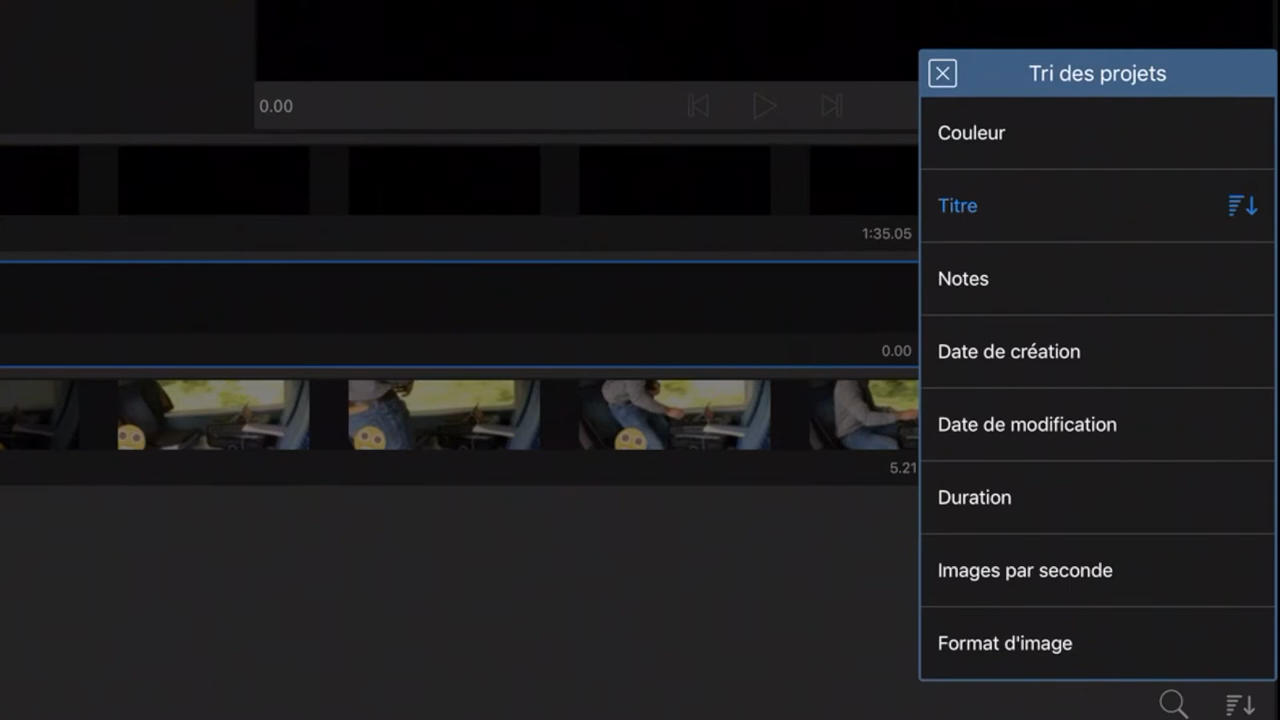 Tri des projets
0.00
Couleur
Titre
1:35.05
Notes
0.00
Date de création
Date de modification
5.21
Duration
Images par seconde
Format d'image